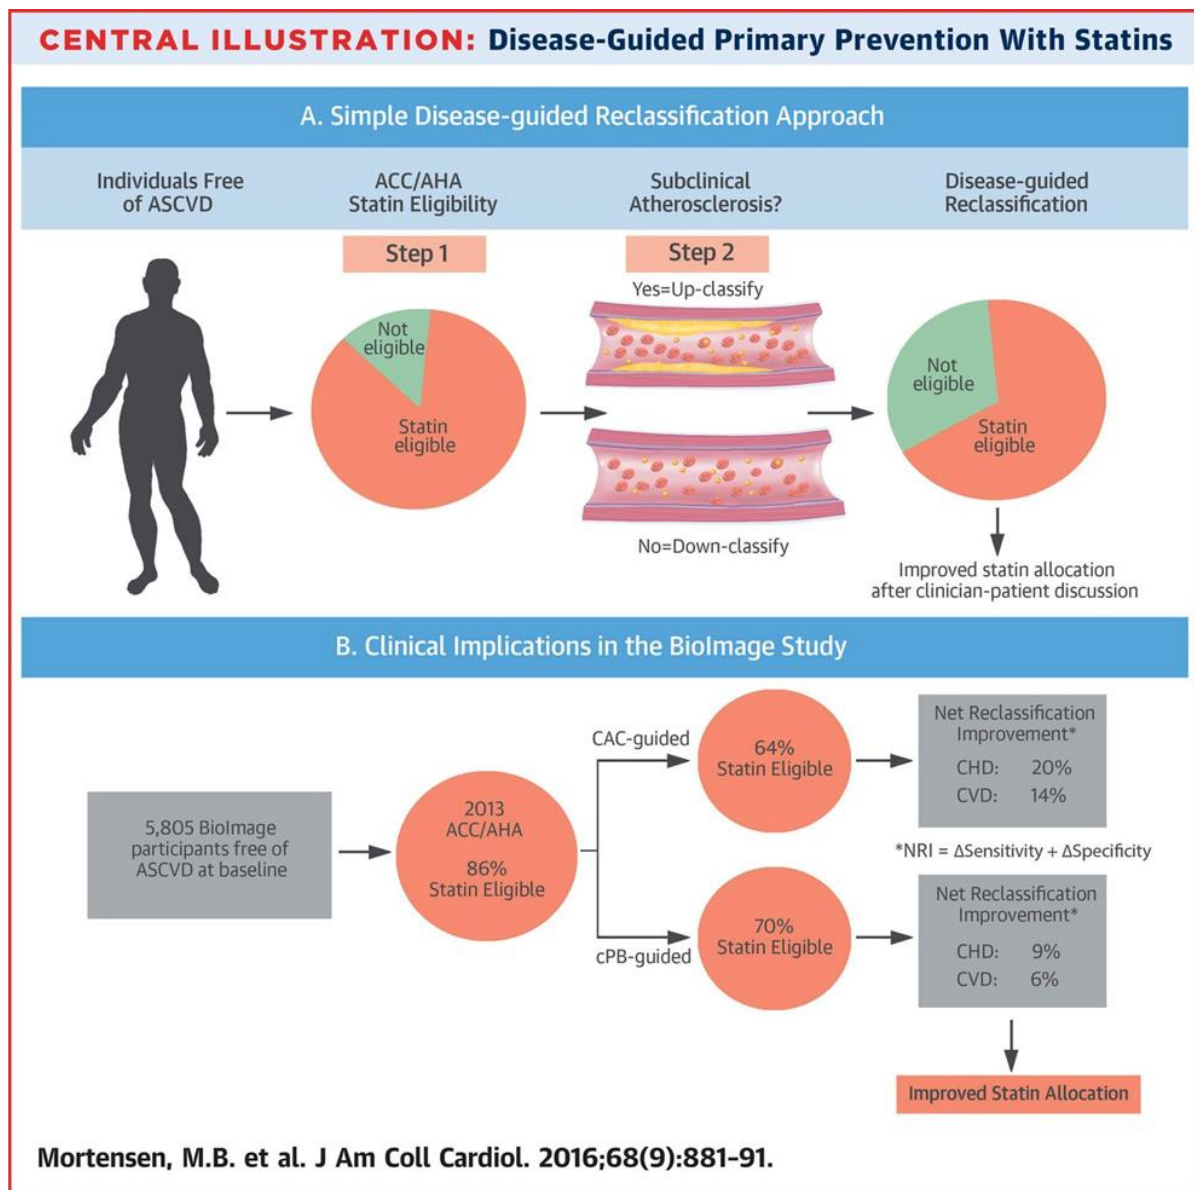 CENTRAL ILLUSTRATION: Disease-Guided Primary Prevention With Statins
A. Simple Disease-guided Reclassification Approach
Individuals Free
of ASCVD
ACC/AHA
Statin Eligibility
Subclinical
Atherosclerosis?
Disease-guided
Reclassification
Step 1
Step 2
Yes=Up-classify
Not
eligible
Statin
eligible
No=Down-classify
Not
eligible
Statin
eligible
Improved statin allocation
after clinician-patient discussion
B. Clinical Implications in the BioImage Study
5,805 BioImage
participants free of
ASCVD at baseline
2013
ACC/AHA
86%
Statin Eligible
CAC-guided
64%
Statin Eligible
Net Reclassification
Improvement*
CHD: 20%
CVD: 14%
*NRI = ΔSensitivity + ΔSpecificity
cPB-guided
70%
Statin Eligible
Net Reclassification
Improvement*
CHD: 9%
CVD: 6%
Improved Statin Allocation
Mortensen, M.B. et al. J Am Coll Cardiol. 2016;68(9):881–91.